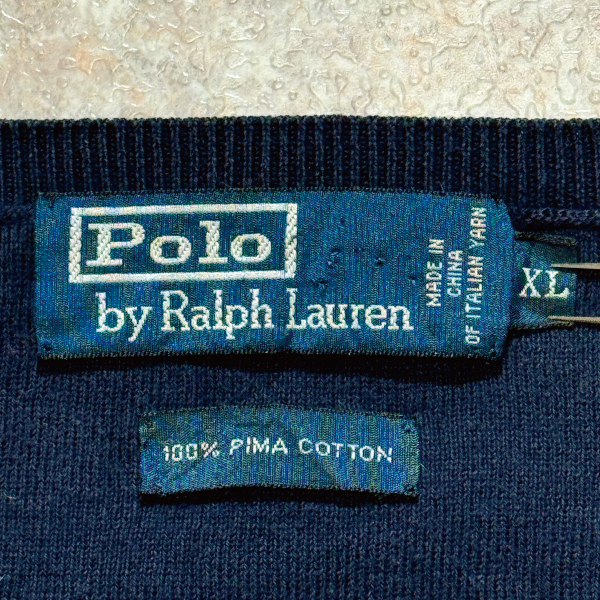 Polo
by Ralph Lauren
MADE IN
CHINA
OF ITALIAN YARN
XL
100% PIMA COTTON